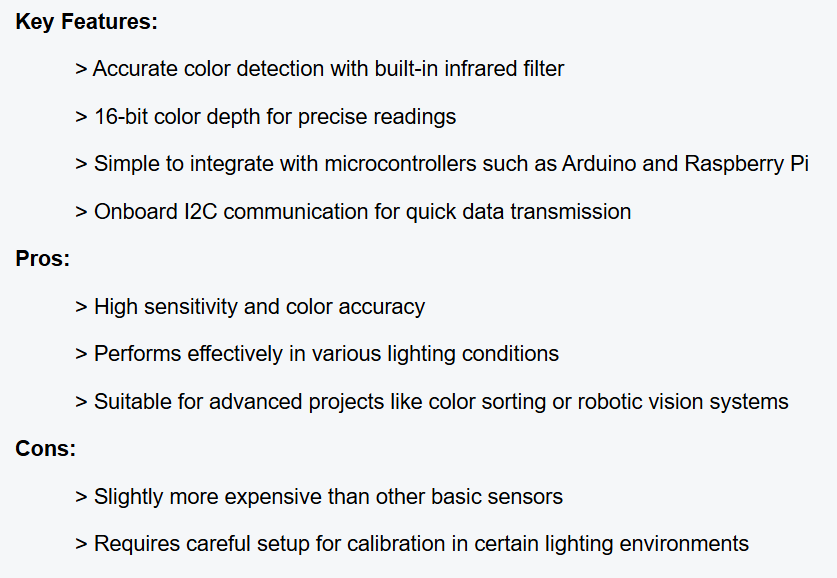 Key Features:
> Accurate color detection with built-in infrared filter
> 16-bit color depth for precise readings
> Simple to integrate with microcontrollers such as Arduino and Raspberry Pi
> Onboard I2C communication for quick data transmission
Pros:
> High sensitivity and color accuracy
> Performs effectively in various lighting conditions
> Suitable for advanced projects like color sorting or robotic vision systems
Cons:
> Slightly more expensive than other basic sensors
> Requires careful setup for calibration in certain lighting environments